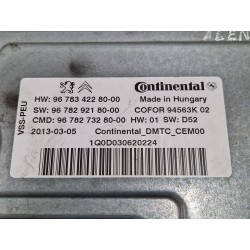 Continental
HW: 96 783 422 80-00 Made in Hungary
SW: 96 782 921 80-00 COFOR 94563K 02
CMD: 96 782 732 80-00 HW: 01 SW: D52
2013-03-05 Continental_DMTC_CEM00
1Q0D030620224
VSS-PEU